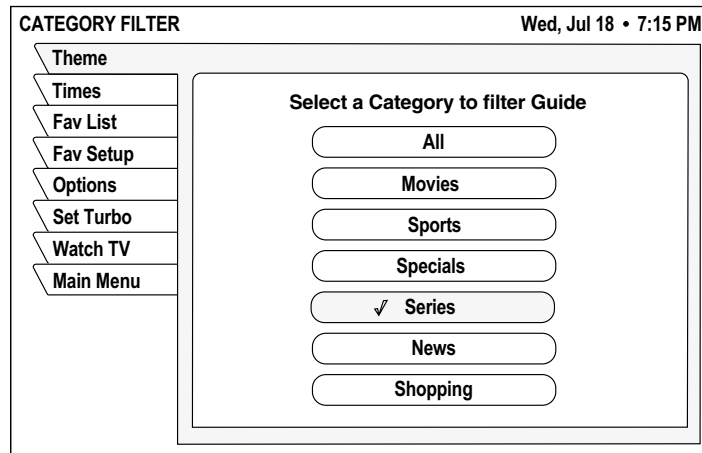 CATEGORY FILTER
Wed, Jul 18 • 7:15 PM
Theme
Times
Fav List
Fav Setup
Options
Set Turbo
Watch TV
Main Menu
Select a Category to filter Guide
All
Movies
Sports
Specials
√ Series
News
Shopping